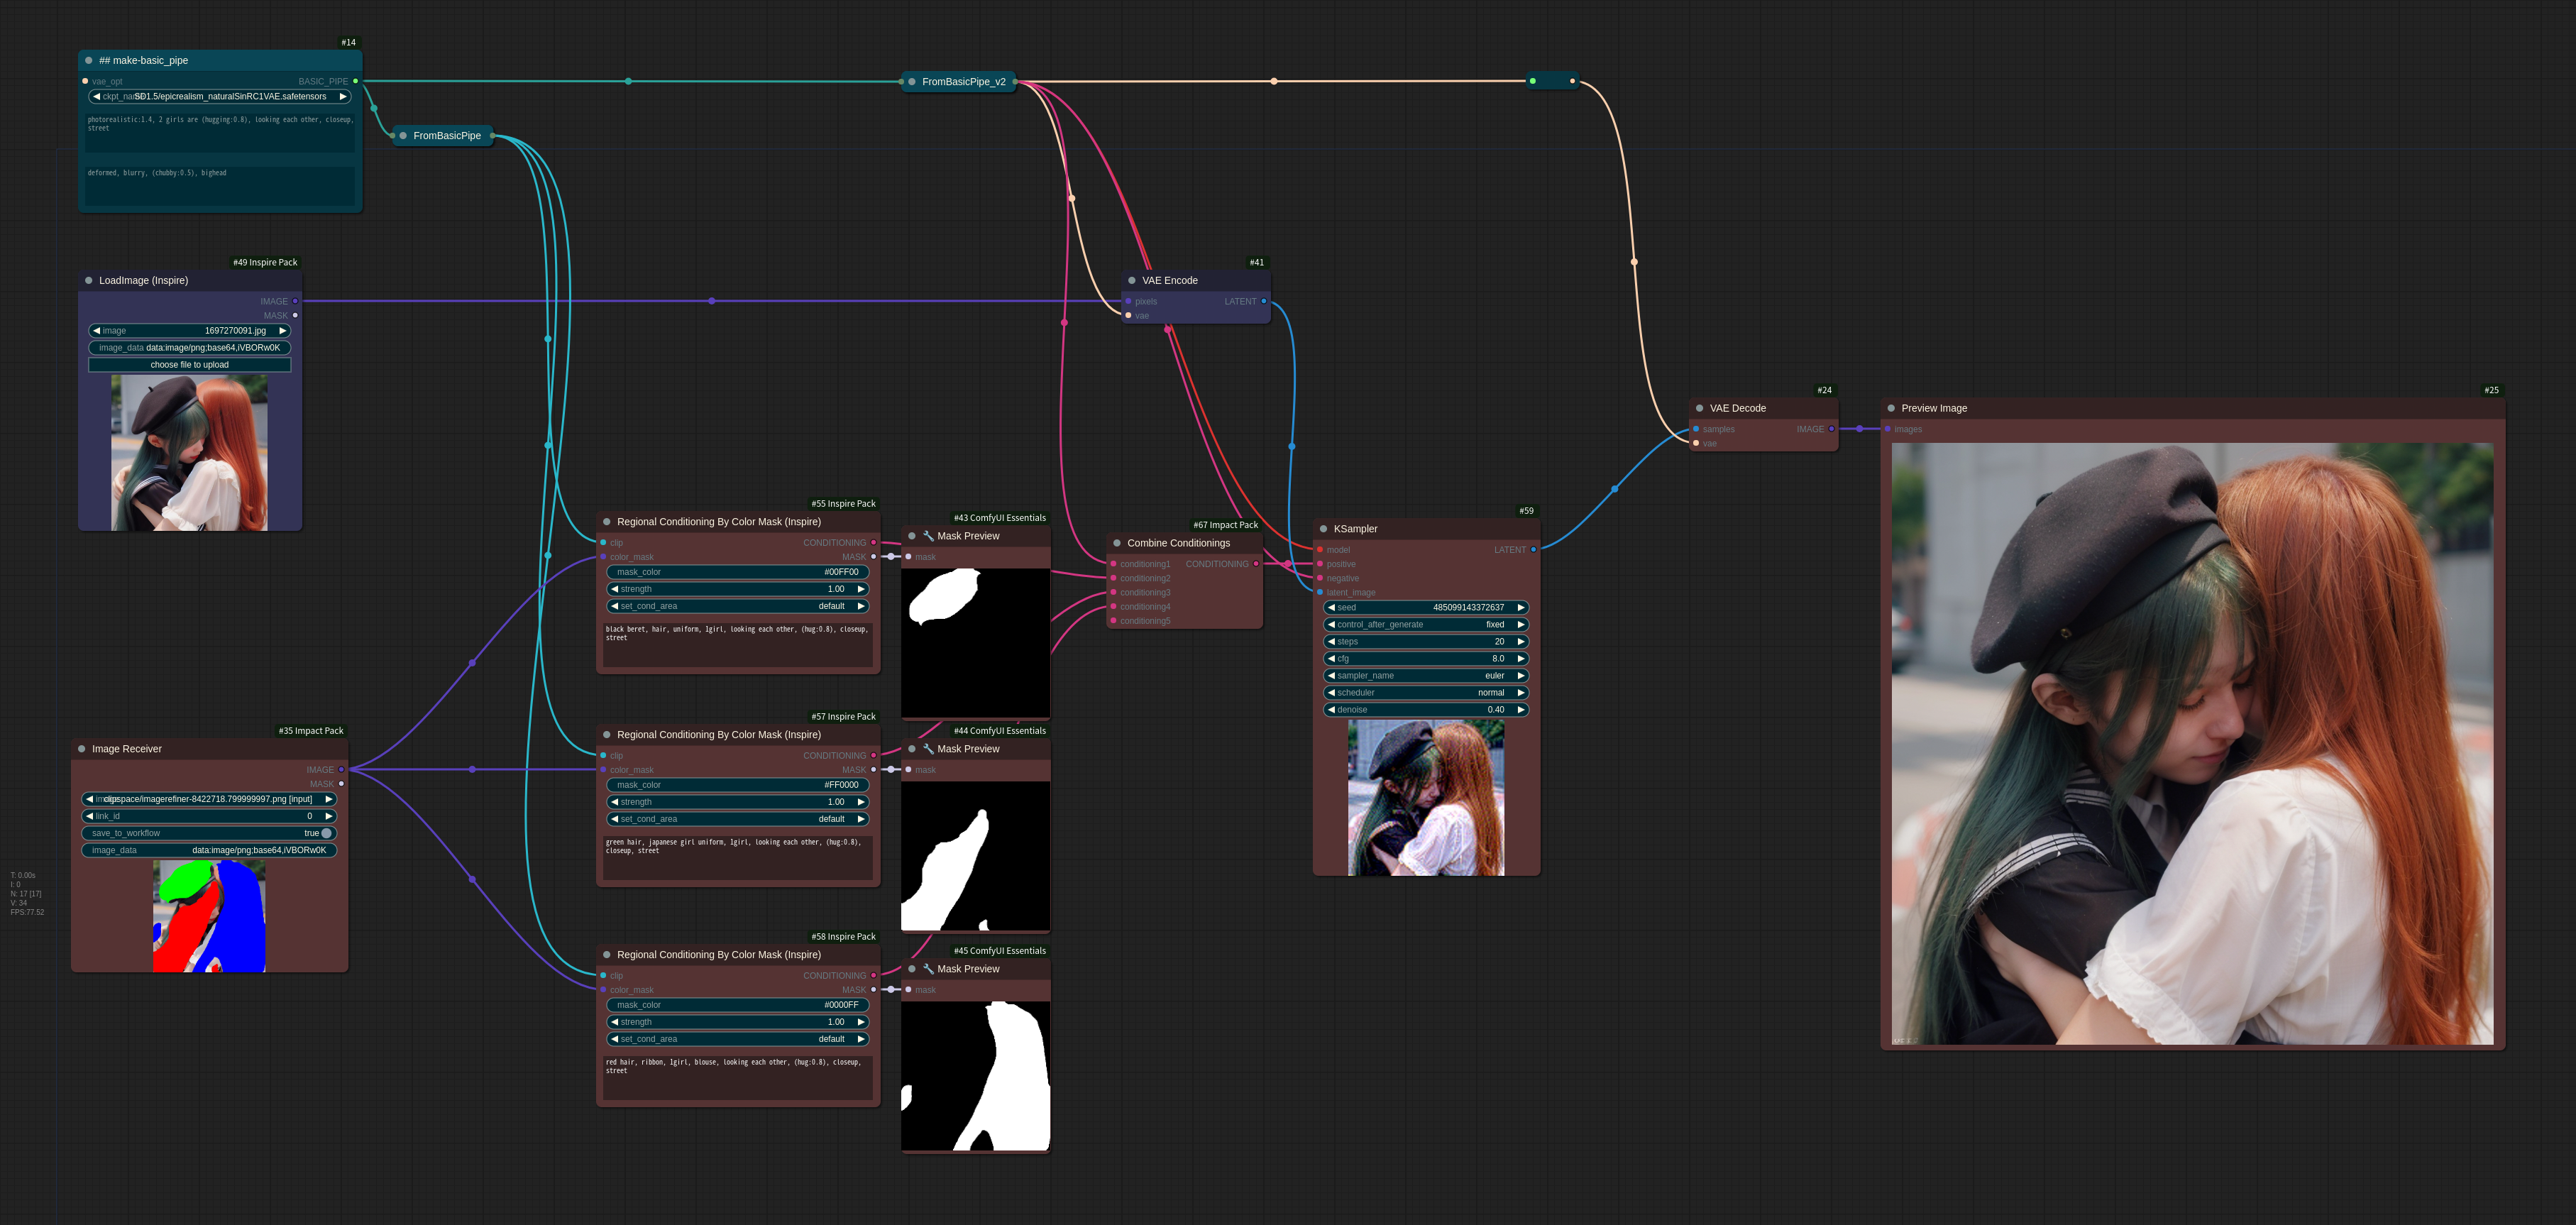 #14
## make-basic_pipe
vae_opt BASIC_PIPE
SD1.5/epicrealism_naturalSinRC1VAE.safetensors
photorealistic:1.4, 2 girls are (hugging:0.8), looking each other, closeup,
street
deformed, blurry, (chubby:0.5), bighead
FromBasicPipe
FromBasicPipe_v2
#49 Inspire Pack
LoadImage (Inspire)
IMAGE
MASK
image 1697270091.jpg
image_data data:image/png;base64,iVBORw0K
choose file to upload
#41
VAE Encode
pixels LATENT
vae
#55 Inspire Pack
Regional Conditioning By Color Mask (Inspire)
clip CONDITIONING
color_mask MASK
mask_color #00FF00
strength 1.00
set_cond_area default
black beret, hair, uniform, 1girl, looking each other, (hug:0.8), closeup,
street
#43 ComfyUI Essentials
Mask Preview
mask
#67 Impact Pack
Combine Conditionings
conditioning1 CONDITIONING
conditioning2
conditioning3
conditioning4
conditioning5
#59
KSampler
model LATENT
positive
negative
latent_image
seed 485099143372637
control_after_generate fixed
steps 20
cfg 8.0
sampler_name euler
scheduler normal
denoise 0.40
#24
VAE Decode
samples IMAGE
vae
#25
Preview Image
images
#35 Impact Pack
Image Receiver
IMAGE
MASK
clipspace/imagerefiner-8422718.799999997.png [input]
link_id 0
save_to_workflow true
image_data data:image/png;base64,iVBORw0K
T: 0.00s
I: 0
N: 17 [17]
V: 34
FPS:77.52
#57 Inspire Pack
Regional Conditioning By Color Mask (Inspire)
clip CONDITIONING
color_mask MASK
mask_color #FF0000
strength 1.00
set_cond_area default
green hair, japanese girl uniform, 1girl, looking each other, (hug:0.8),
closeup, street
#44 ComfyUI Essentials
Mask Preview
mask
#58 Inspire Pack
Regional Conditioning By Color Mask (Inspire)
clip CONDITIONING
color_mask MASK
mask_color #0000FF
strength 1.00
set_cond_area default
red hair, ribbon, 1girl, blouse, looking each other, (hug:0.8), closeup,
street
#45 ComfyUI Essentials
Mask Preview
mask